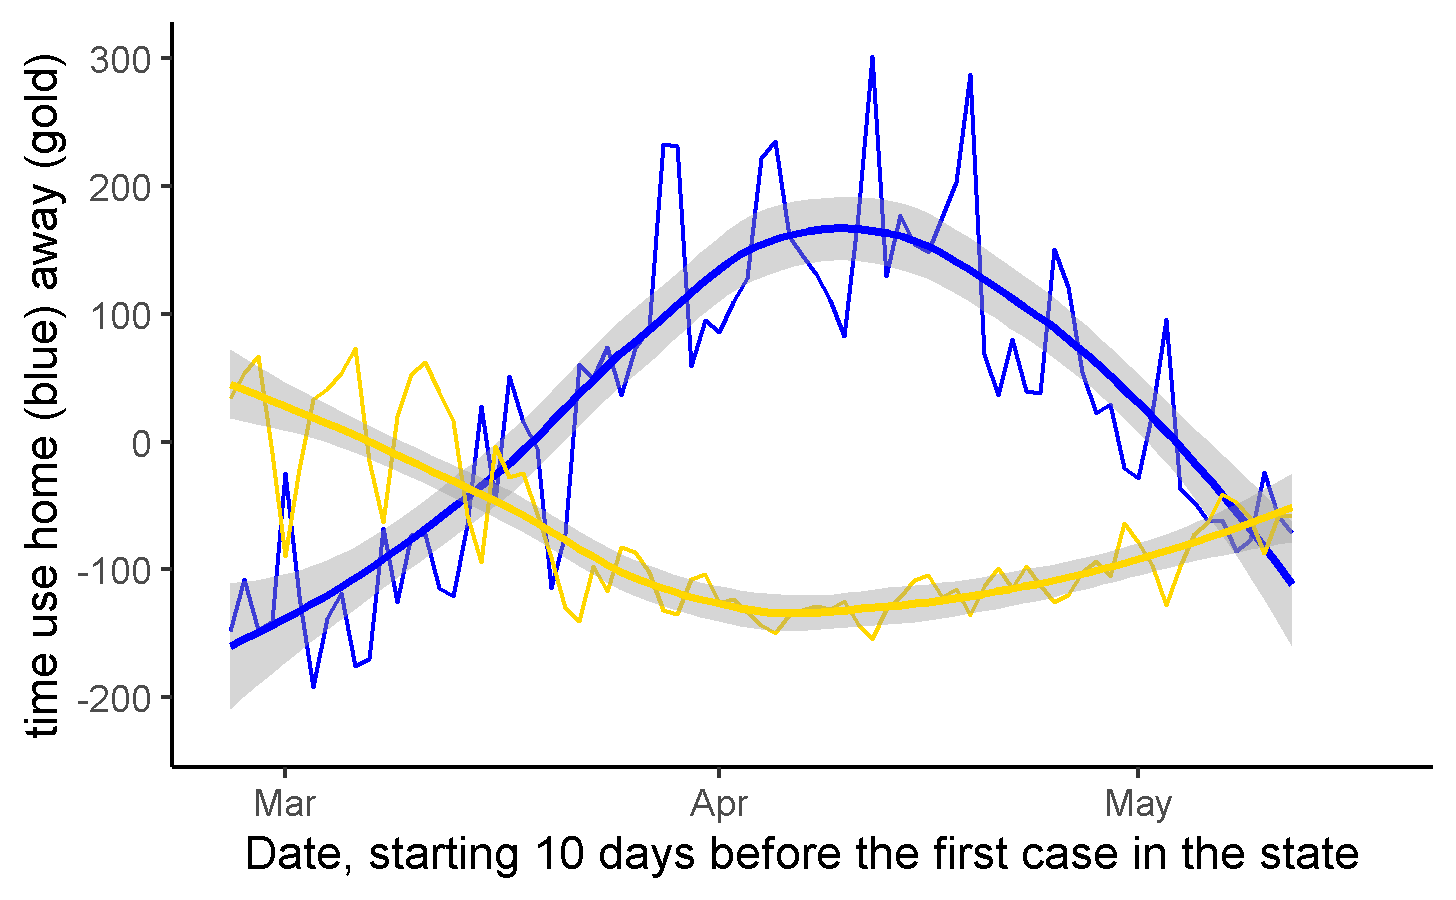 time use home (blue) away (gold)
300
200
100
0
-100
-200
Mar Apr May
Date, starting 10 days before the first case in the state